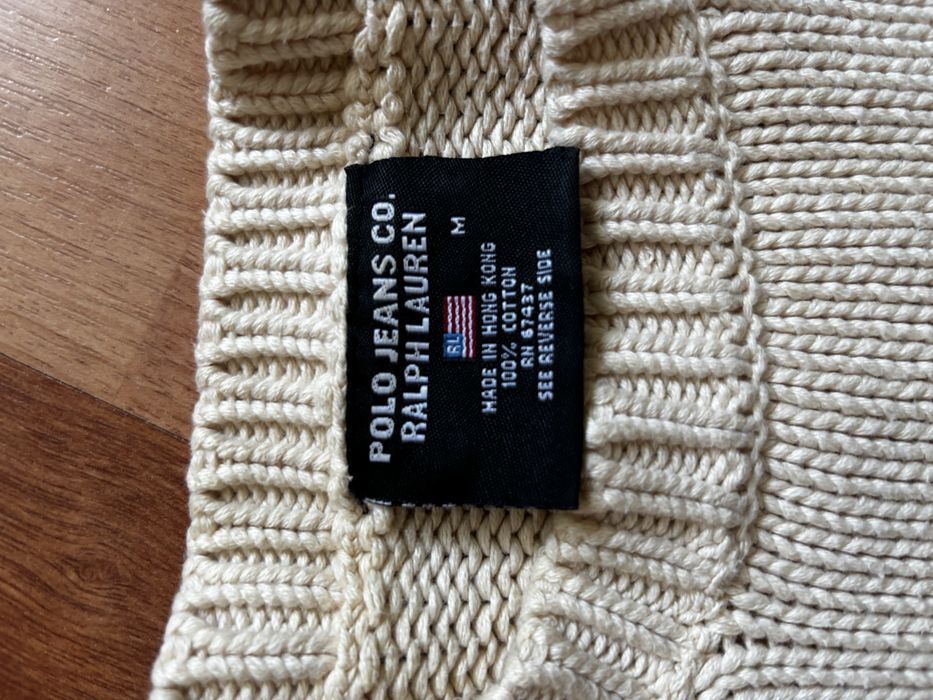 POLO JEANS CO.
RALPH LAUREN
M
RL
MADE IN HONG KONG
100% COTTON
RN 67437
SEE REVERSE SIDE